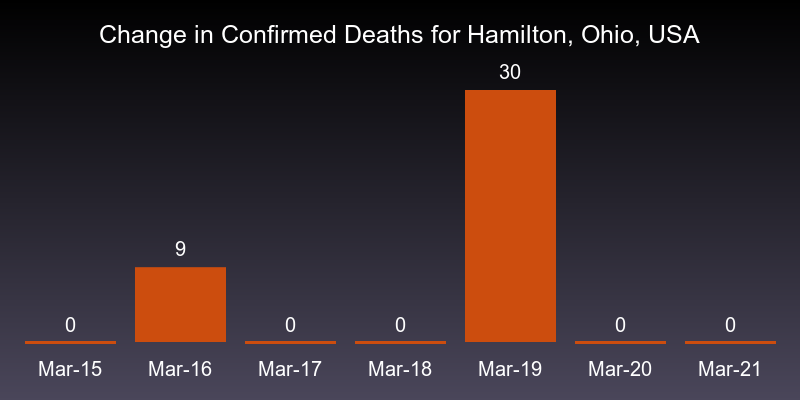 Change in Confirmed Deaths for Hamilton, Ohio, USA
30
9
0 0 0 0 0
Mar-15 Mar-16 Mar-17 Mar-18 Mar-19 Mar-20 Mar-21